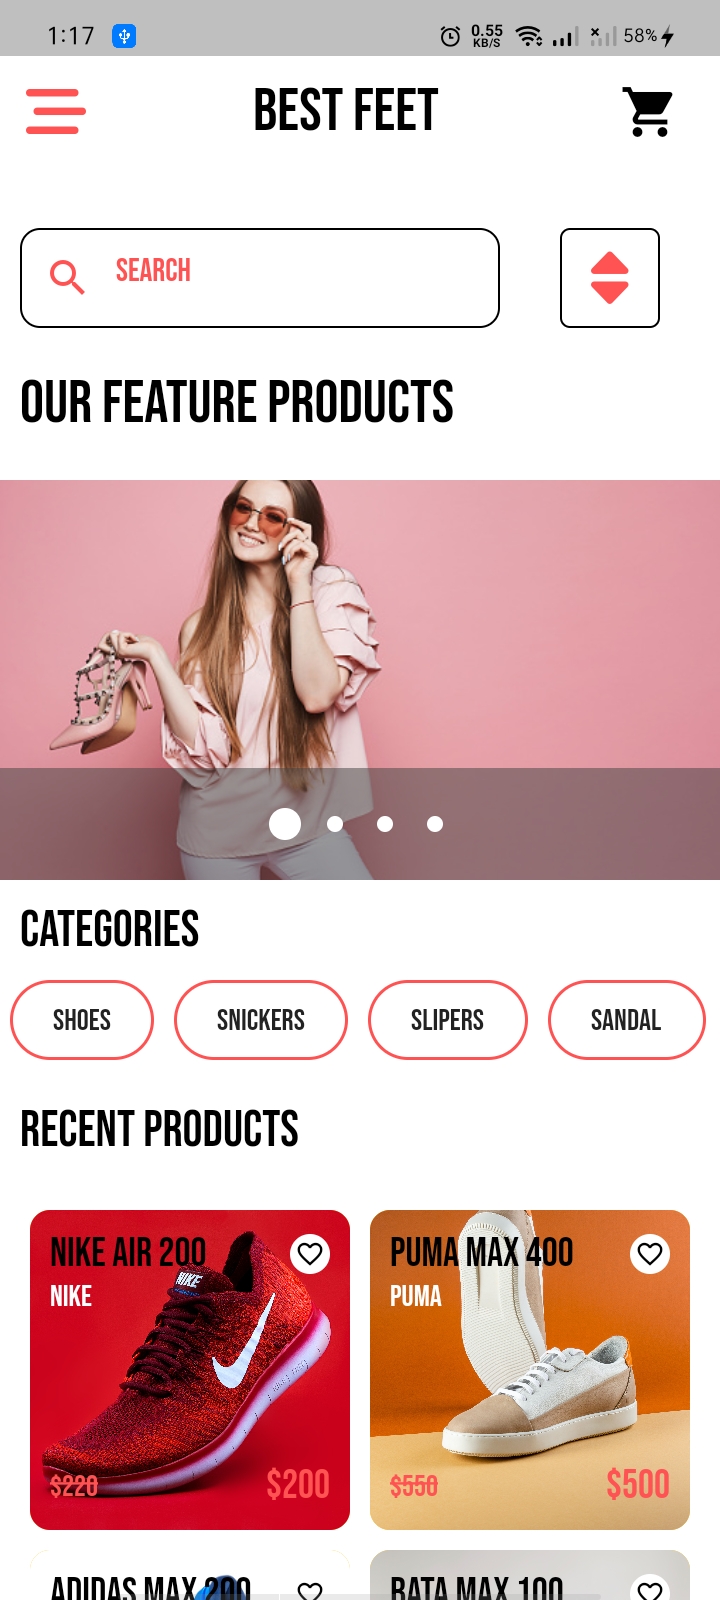 1:17 0.55 KB/S 58%
BEST FEET
SEARCH
OUR FEATURE PRODUCTS
CATEGORIES
SHOES SNICKERS SLIPERS SANDAL
RECENT PRODUCTS
NIKE AIR 200
NIKE
NIKE
$220 $200
PUMA MAX 400
PUMA
$550 $500
ADIDAS MAX 200
BATA MAX 100